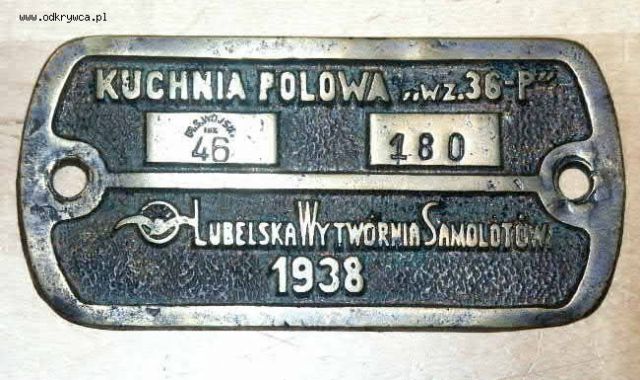 www.odkrywca.pl
KUCHNIA POLOWA „wz.36-P”
46 180
LUBELSKA WYTWÓRNIA SAMOLOTÓW
1938